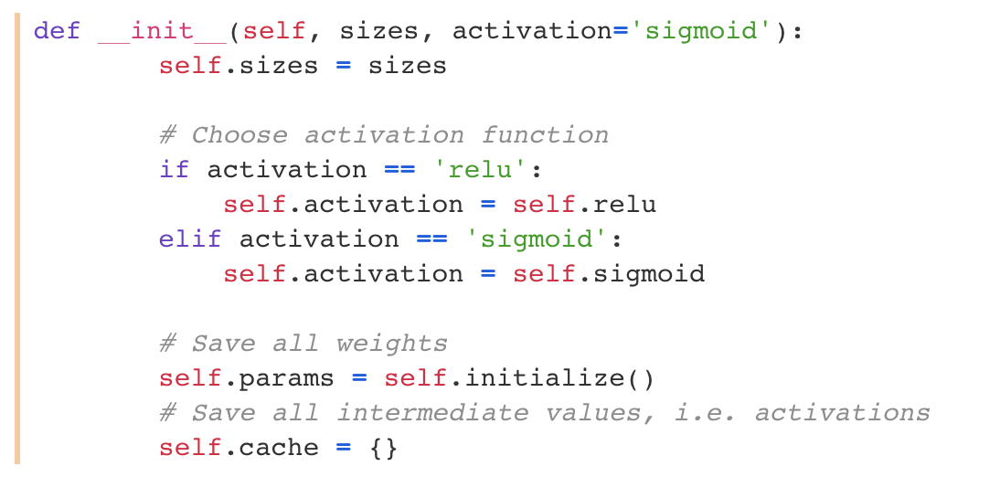 def __init__(self, sizes, activation='sigmoid'):
        self.sizes = sizes

        # Choose activation function
        if activation == 'relu':
            self.activation = self.relu
        elif activation == 'sigmoid':
            self.activation = self.sigmoid

        # Save all weights
        self.params = self.initialize()
        # Save all intermediate values, i.e. activations
        self.cache = {}